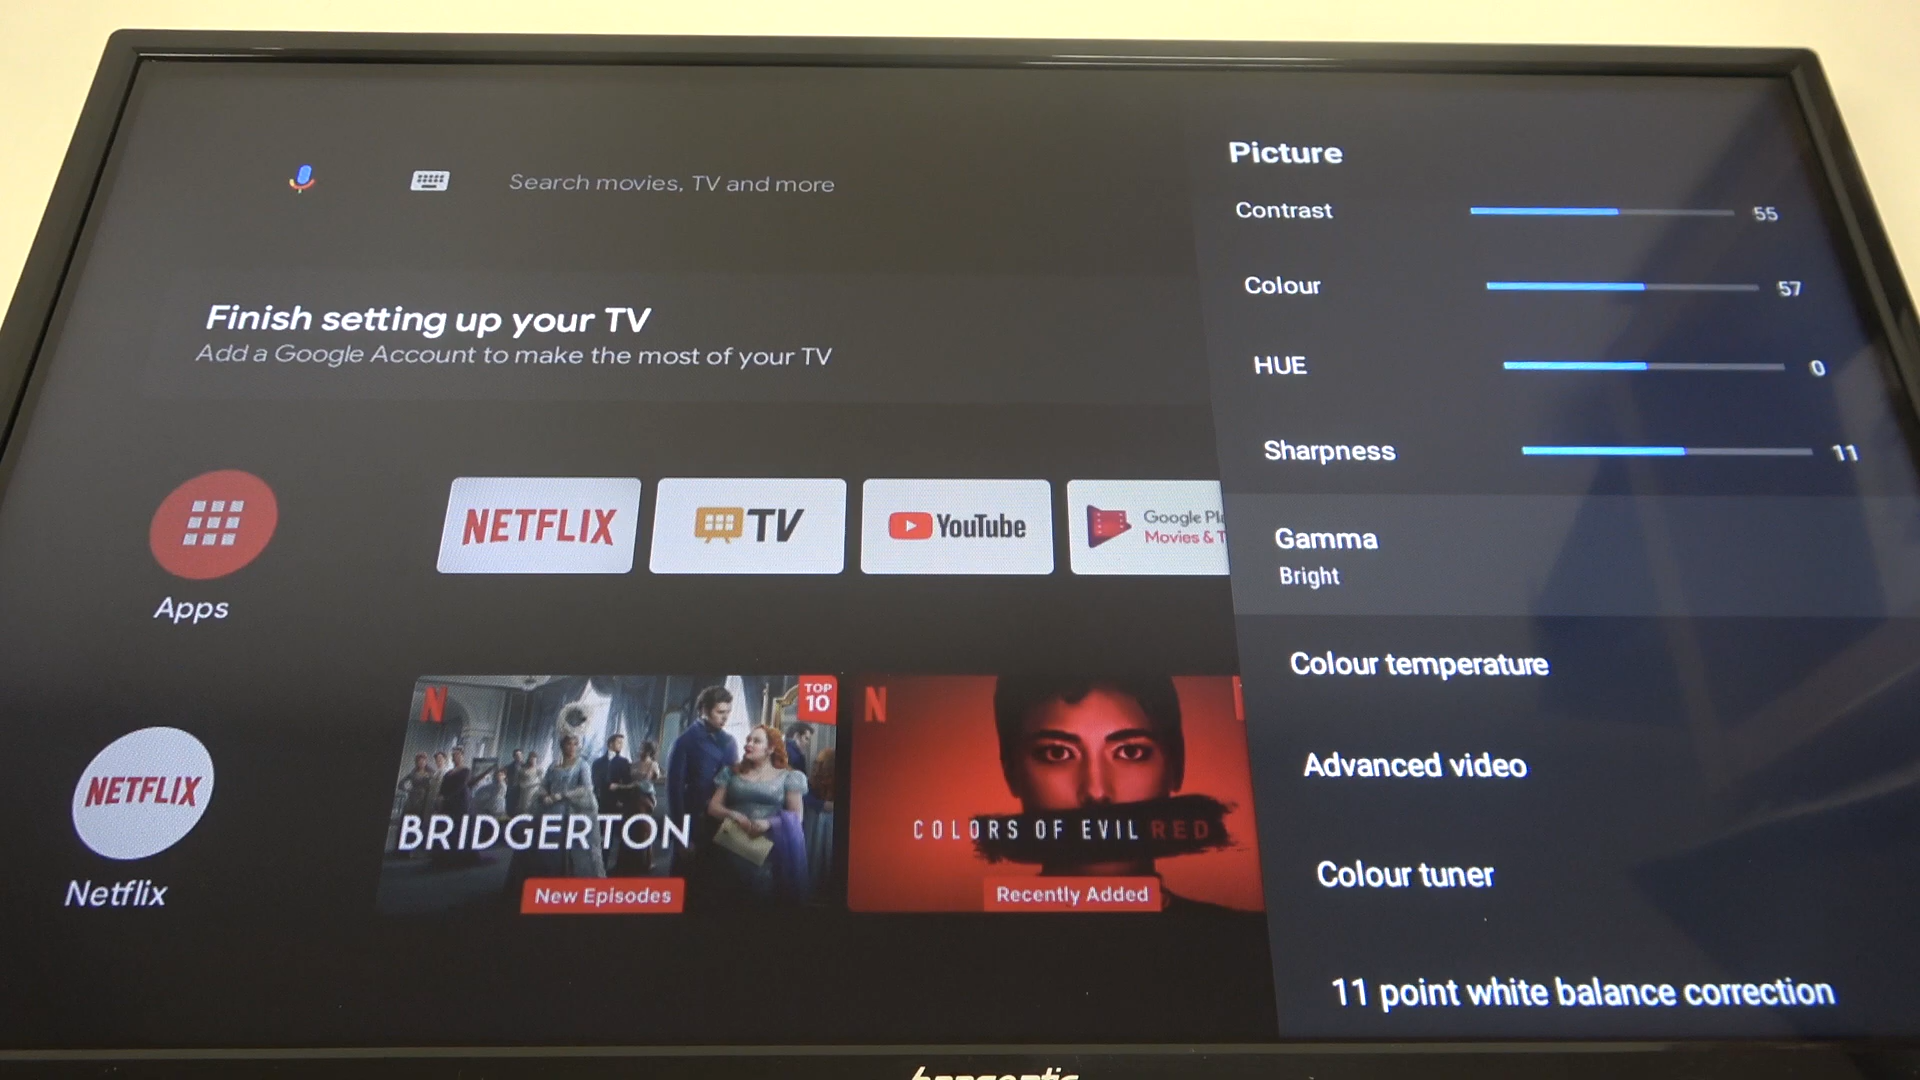 Search movies, TV and more
Finish setting up your TV
Add a Google Account to make the most of your TV
Apps
NETFLIX
TV
YouTube
Google
Movies & T
NETFLIX
Netflix
N
TOP
10
BRIDGERTON
New Episodes
N
COLORS OF EVIL RED
Recently Added
Picture
Contrast 55
Colour 57
HUE 0
Sharpness 11
Gamma
Bright
Colour temperature
Advanced video
Colour tuner
11 point white balance correction